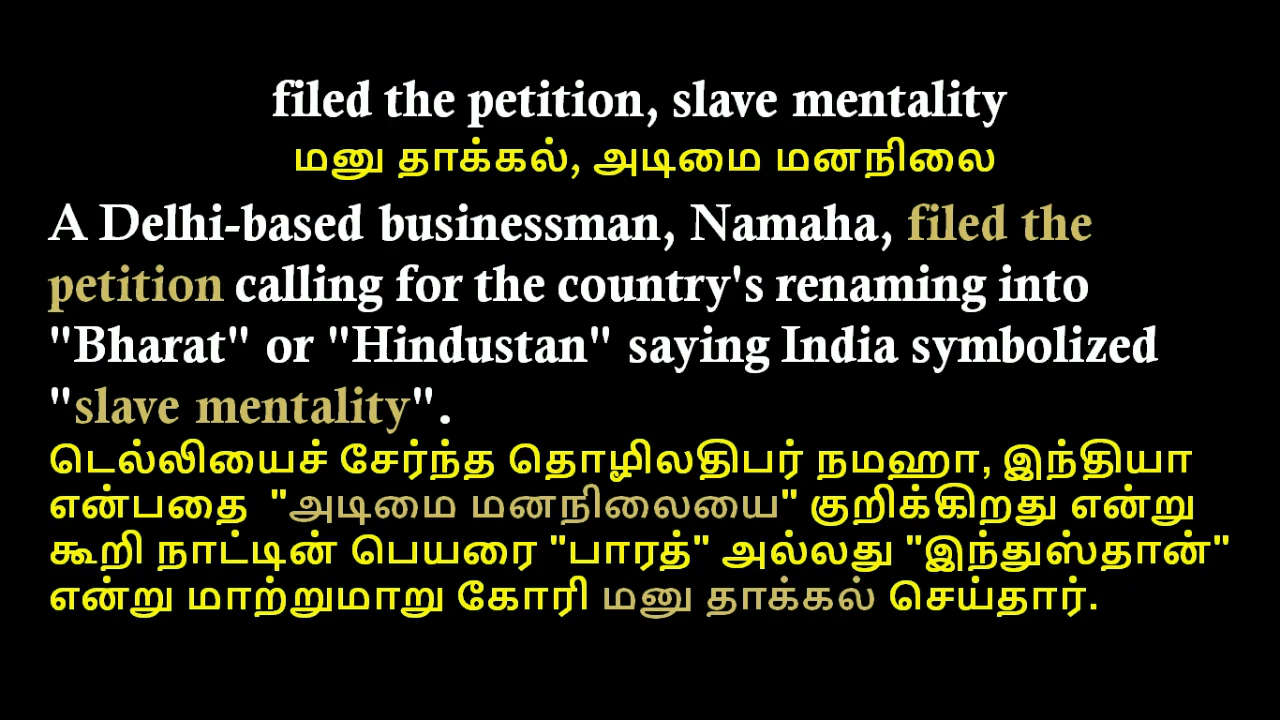 filed the petition, slave mentality
மனு தாக்கல், அடிமை மனநிலை
A Delhi-based businessman, Namaha, filed the
petition calling for the country's renaming into
"Bharat" or "Hindustan" saying India symbolized
"slave mentality".
டெல்லியைச் சேர்ந்த தொழிலதிபர் நமஹா, இந்தியா
என்பதை "அடிமை மனநிலையை" குறிக்கிறது என்று
கூறி நாட்டின் பெயரை "பாரத்" அல்லது "இந்துஸ்தான்"
என்று மாற்றுமாறு கோரி மனு தாக்கல் செய்தார்.